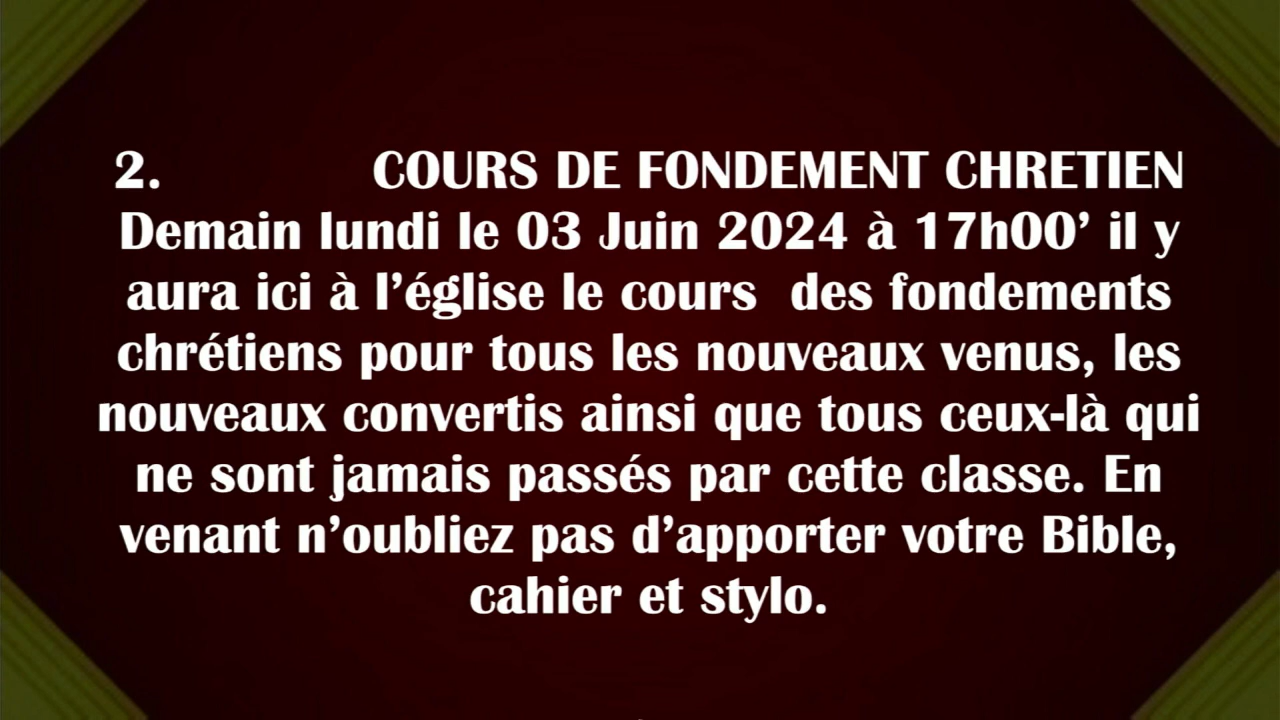 2. COURS DE FONDEMENT CHRETIEN
Demain lundi le 03 Juin 2024 à 17h00’ il y
aura ici à l’église le cours  des fondements
chrétiens pour tous les nouveaux venus, les
nouveaux convertis ainsi que tous ceux-là qui
ne sont jamais passés par cette classe. En
venant n’oubliez pas d’apporter votre Bible,
cahier et stylo.